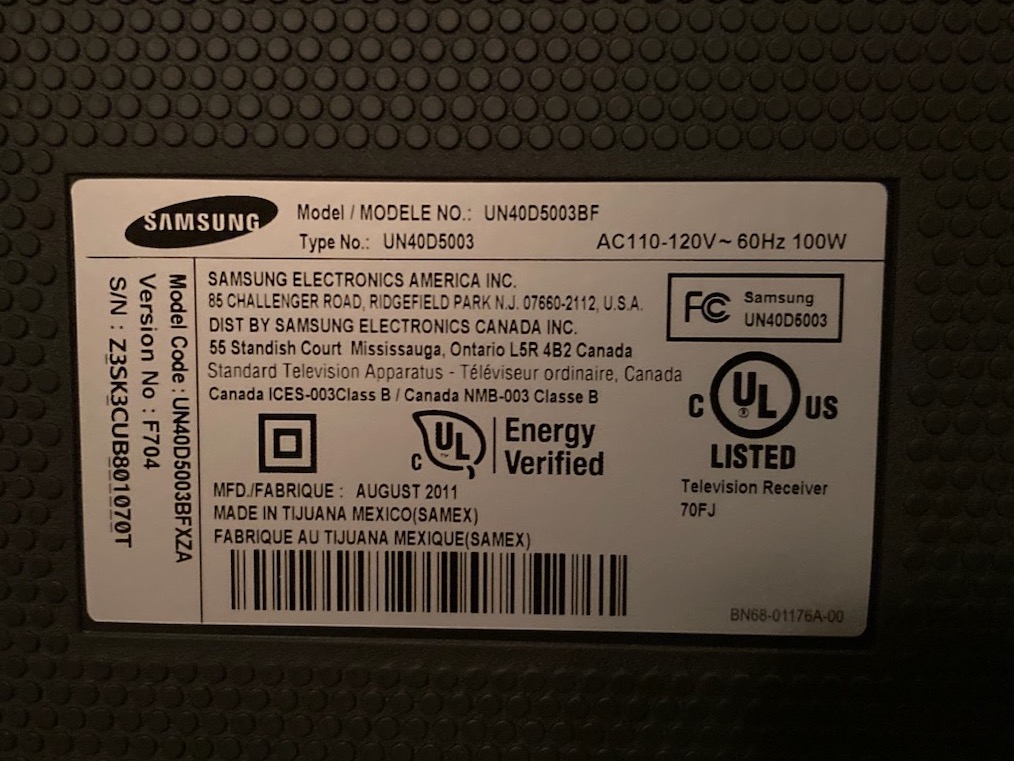 SAMSUNG
Model / MODELE NO.: UN40D5003BF
Type No.: UN40D5003
AC110-120V~ 60Hz 100W
Model Code : UN40D5003BFXZA
Version No : F704
S/N : Z3SK3CUB801070T
SAMSUNG ELECTRONICS AMERICA INC.
85 CHALLENGER ROAD, RIDGEFIELD PARK N.J. 07660-2112, U.S.A.
DIST BY SAMSUNG ELECTRONICS CANADA INC.
55 Standish Court Mississauga, Ontario L5R 4B2 Canada
Standard Television Apparatus - Téléviseur ordinaire, Canada
Canada ICES-003Class B / Canada NMB-003 Classe B
FC Samsung
UN40D5003
C UL ® US
LISTED
Television Receiver
70FJ
C UL ™ Energy
Verified
MFD./FABRIQUE : AUGUST 2011
MADE IN TIJUANA MEXICO(SAMEX)
FABRIQUE AU TIJUANA MEXIQUE(SAMEX)
BN68-01176A-00